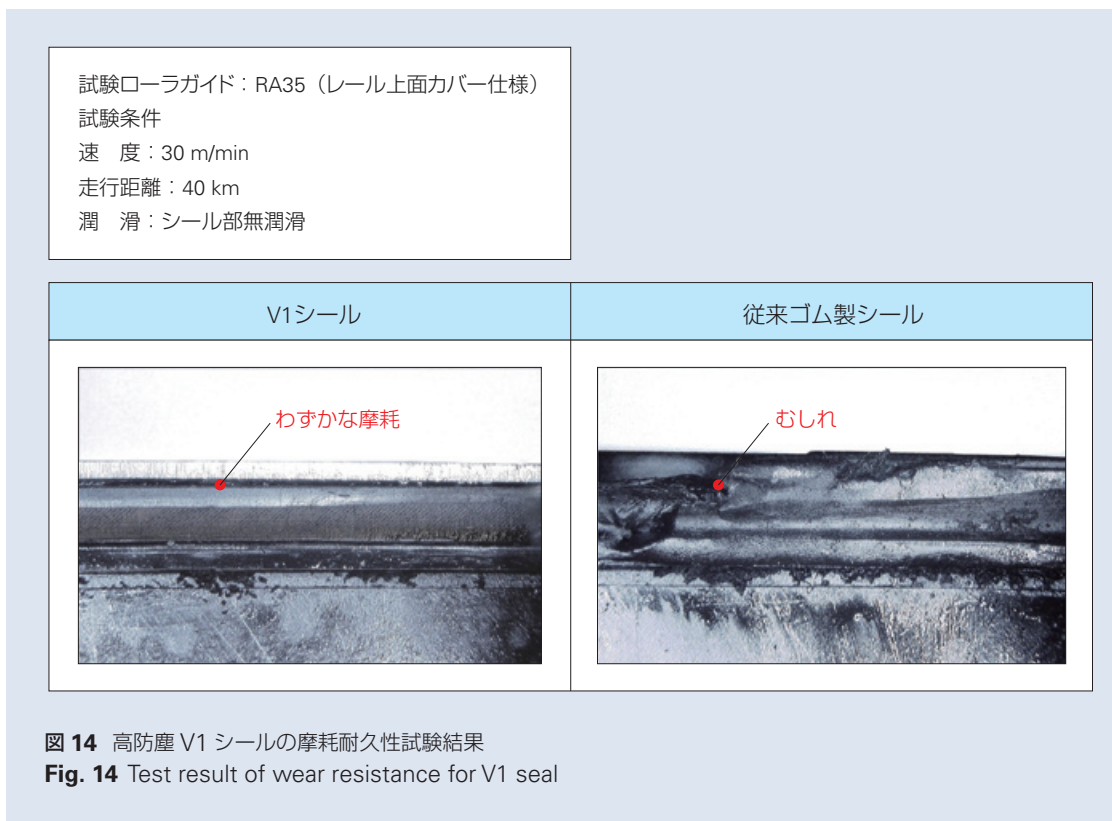 試験ローラガイド：RA35（レール上面カバー仕様）
試験条件
速　度：30 m/min
走行距離：40 km
潤　滑：シール部無潤滑
V1シール
従来ゴム製シール
わずかな摩耗
むしれ
図 14 高防塵 V1 シールの摩耗耐久性試験結果
Fig. 14 Test result of wear resistance for V1 seal